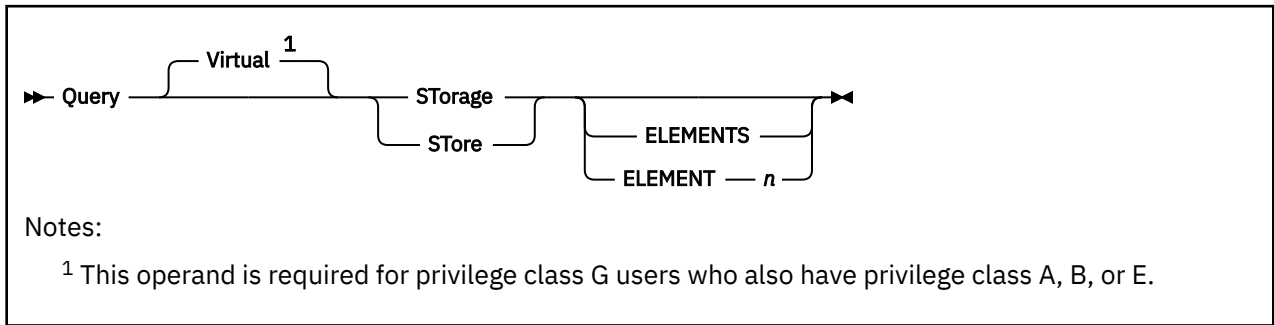 Virtual 1
Query STorage
STore
ELEMENTS
ELEMENT n
Notes:
1 This operand is required for privilege class G users who also have privilege class A, B, or E.